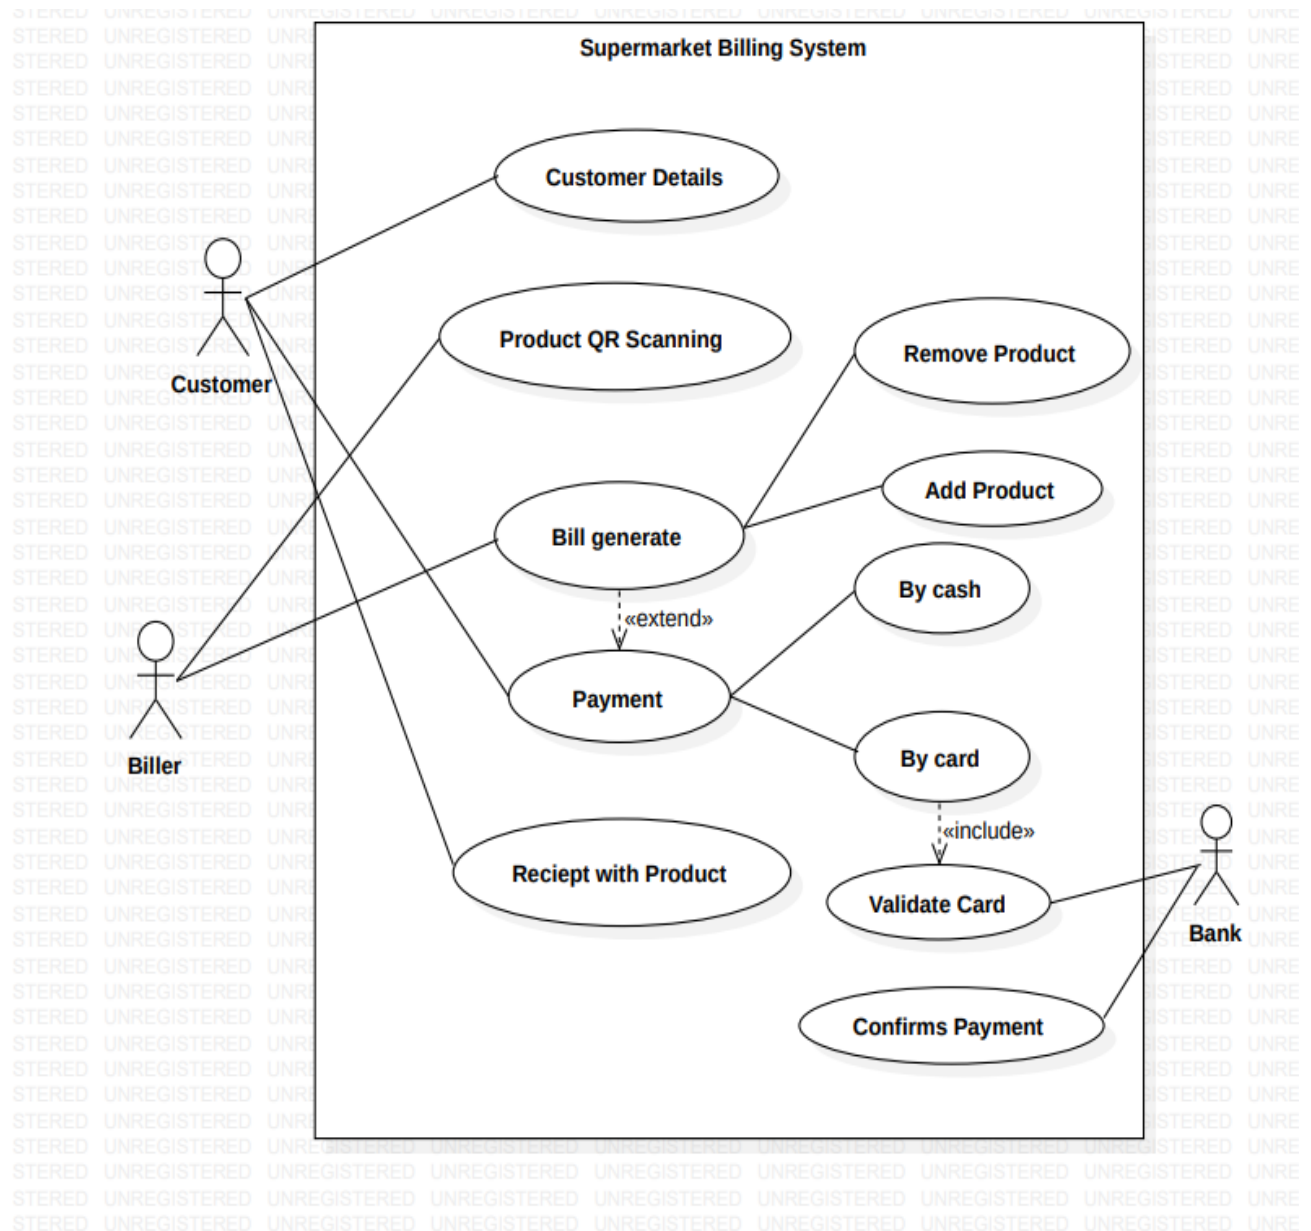 Supermarket Billing System
Customer Details
Product QR Scanning
Remove Product
Customer
Add Product
Bill generate
By cash
«extend»
Payment
By card
Biller
«include»
Reciept with Product
Validate Card
Bank
Confirms Payment
UNREGISTERED